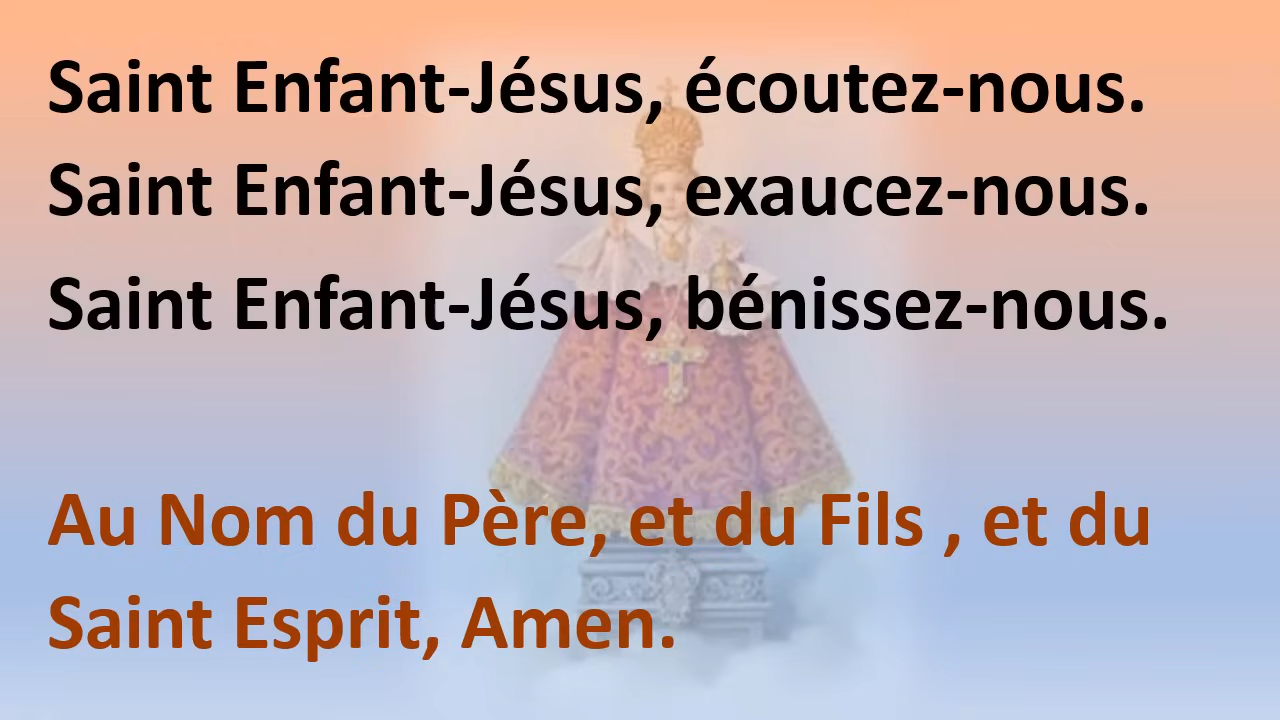 Saint Enfant-Jésus, écoutez-nous.
Saint Enfant-Jésus, exaucez-nous.
Saint Enfant-Jésus, bénissez-nous.
Au Nom du Père, et du Fils , et du
Saint Esprit, Amen.